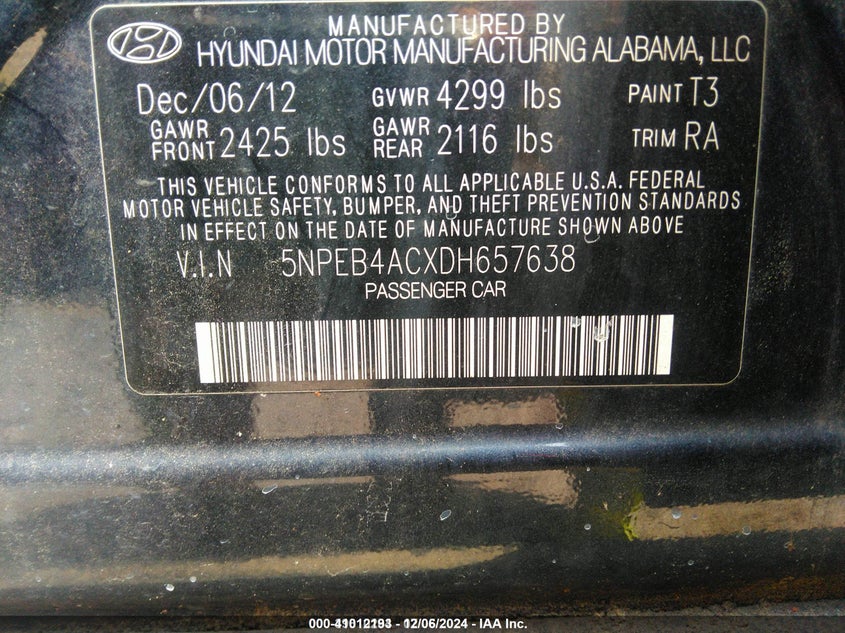 MANUFACTURED BY
HYUNDAI MOTOR MANUFACTURING ALABAMA, LLC
Dec/06/12 GVWR 4299 lbs PAINT T3
GAWR FRONT 2425 lbs GAWR REAR 2116 lbs TRIM RA
THIS VEHICLE CONFORMS TO ALL APPLICABLE U.S.A. FEDERAL
MOTOR VEHICLE SAFETY, BUMPER, AND THEFT PREVENTION STANDARDS
IN EFFECT ON THE DATE OF MANUFACTURE SHOWN ABOVE
V.I.N 5NPEB4ACXDH657638
PASSENGER CAR
12/06/2024 - IAA Inc.